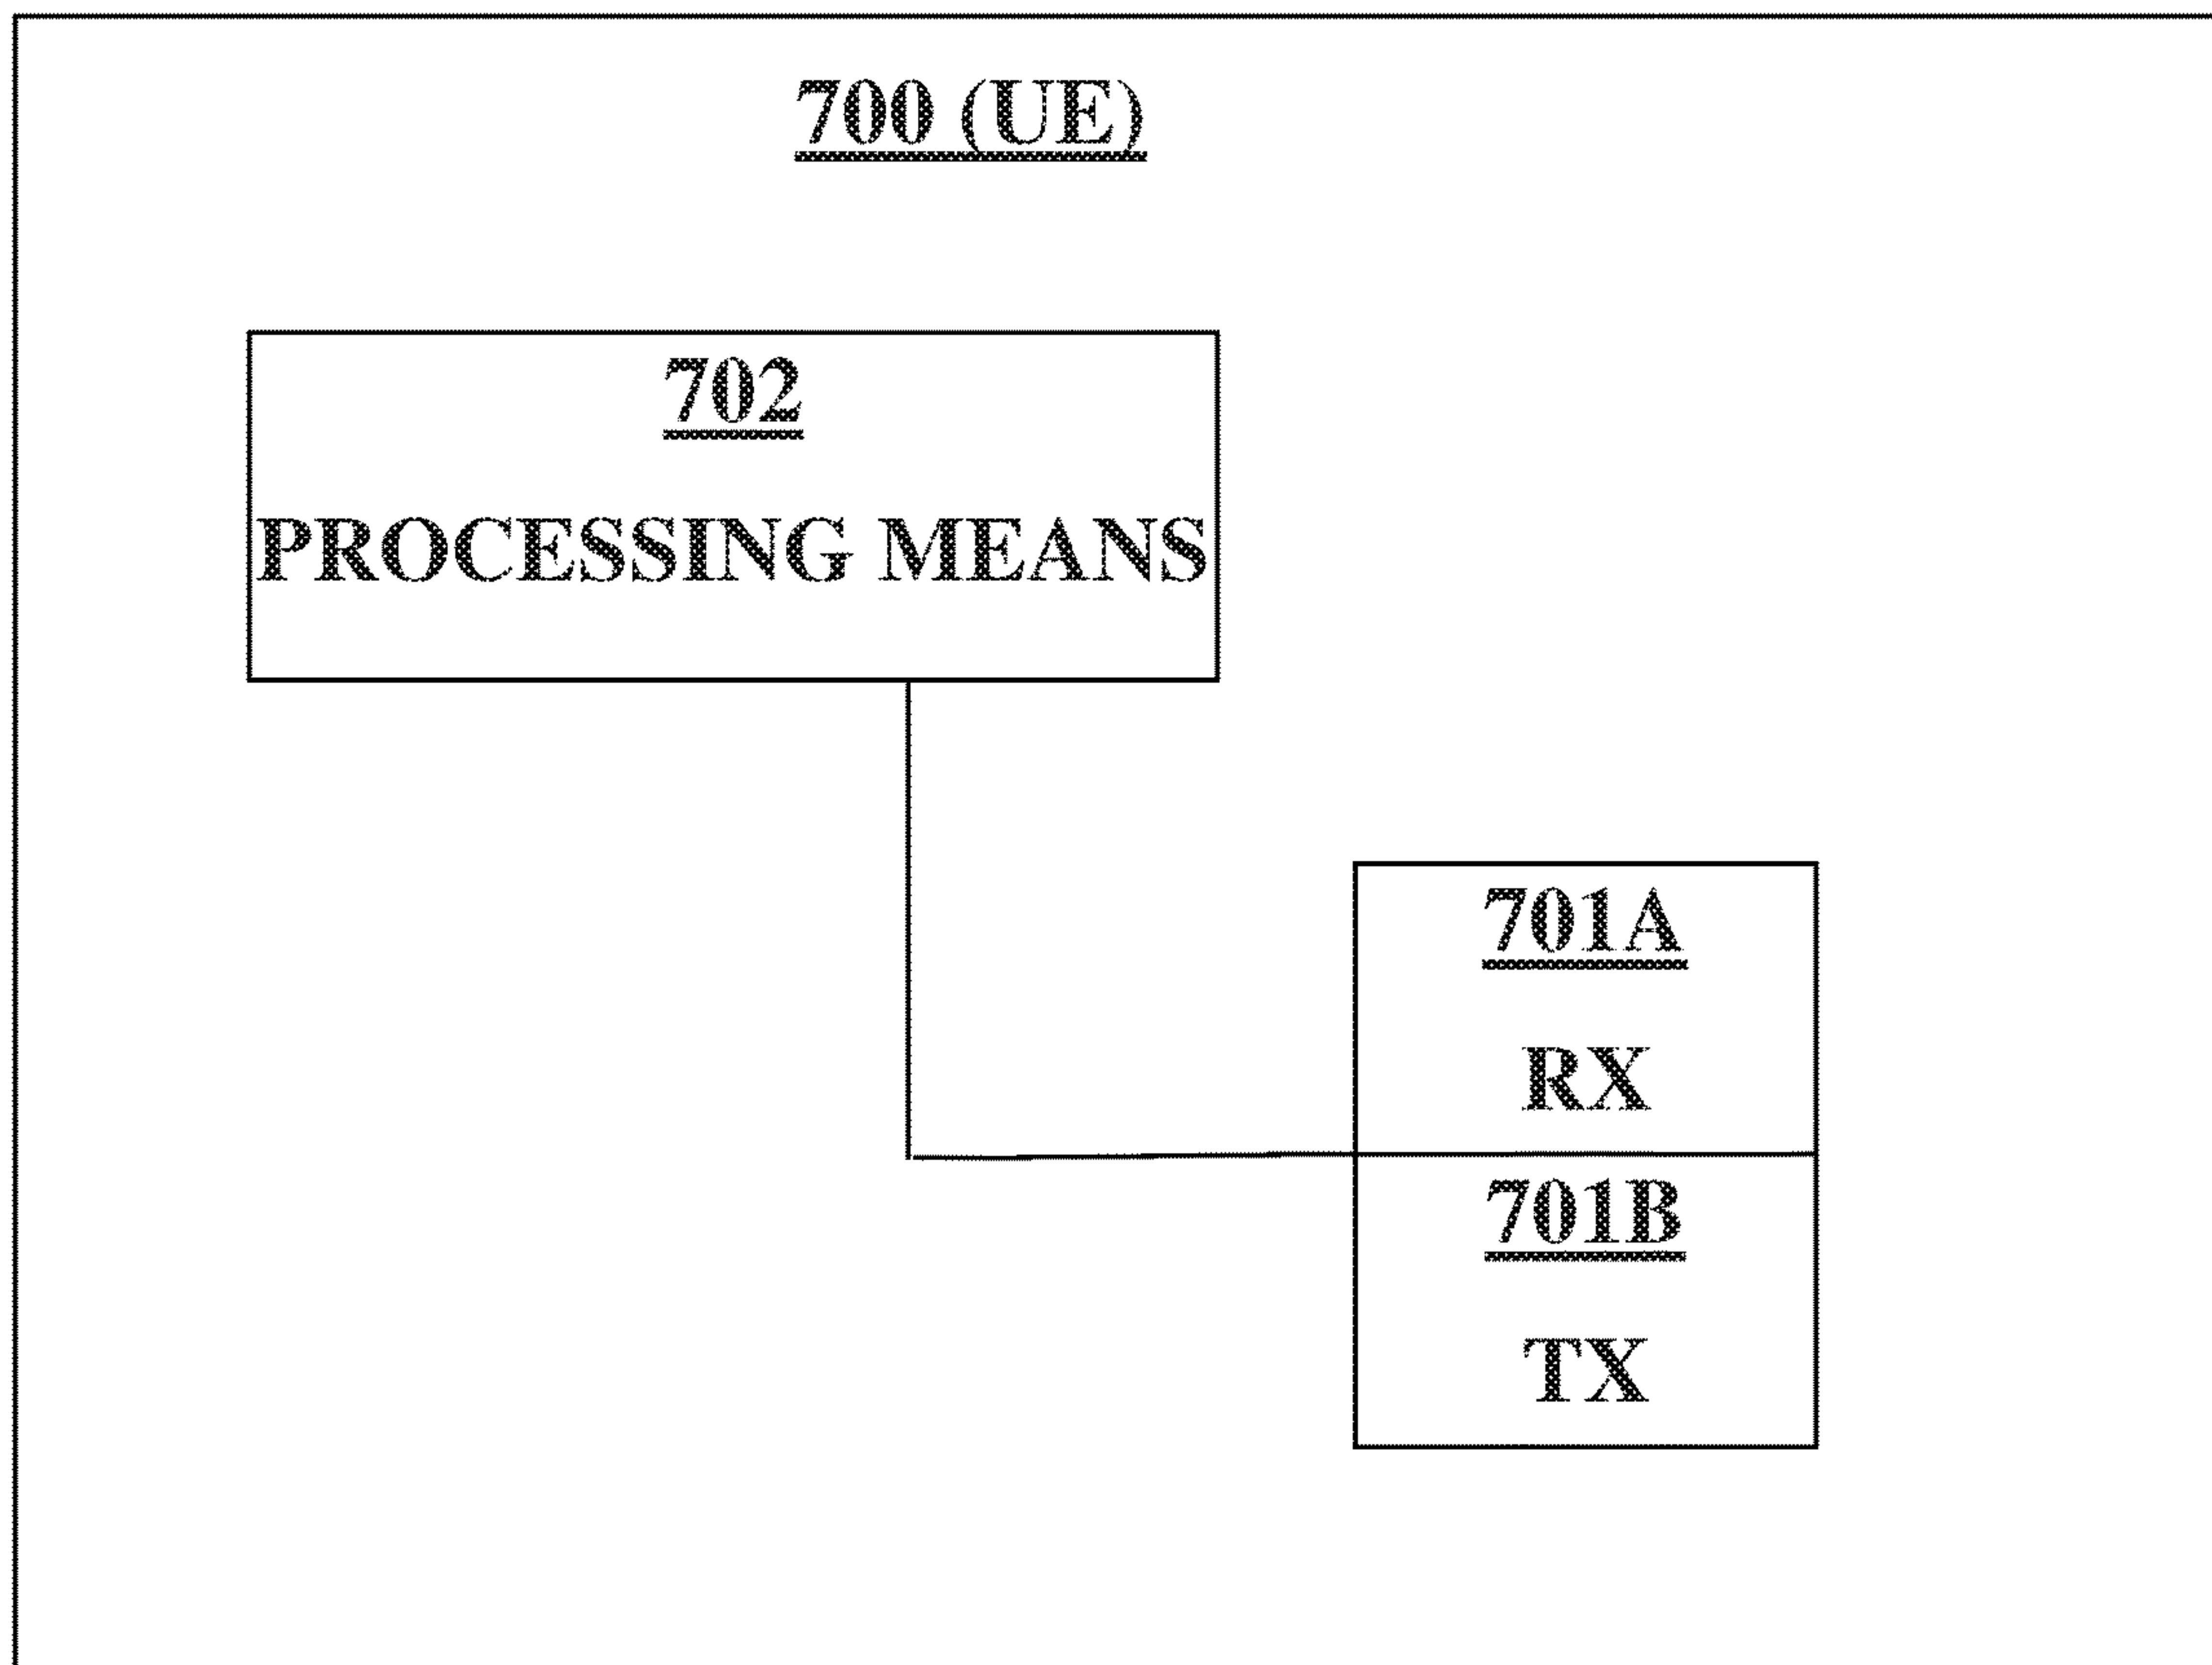 700 (UE)
702
PROCESSING MEANS
701A
RX
701B
TX